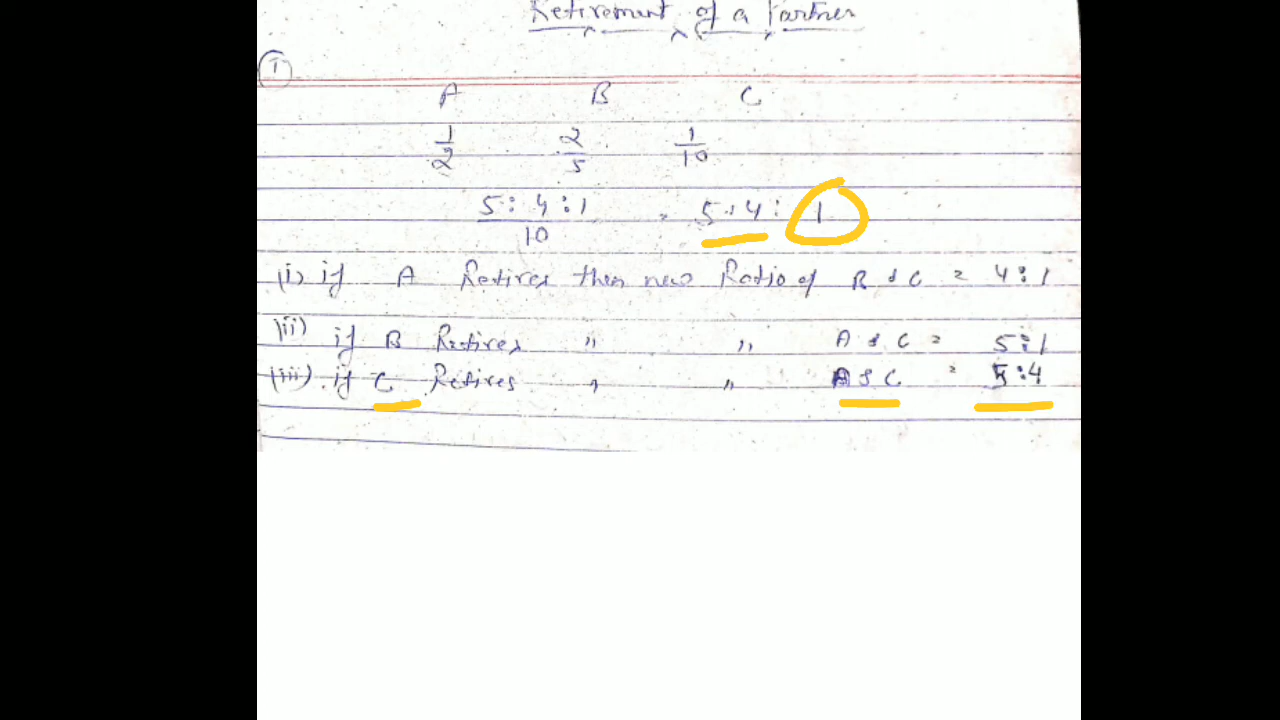 Retirement of a Partner
1
A B C
1/2 2/5 1/10
5 : 4 : 1 / 10 = 5 : 4 : 1
(i) if A Retires then new Ratio of B & C = 4 : 1
(ii) if B Retires " " A & C = 5 : 1
(iii) if C Retires " " A & C = 5 : 4